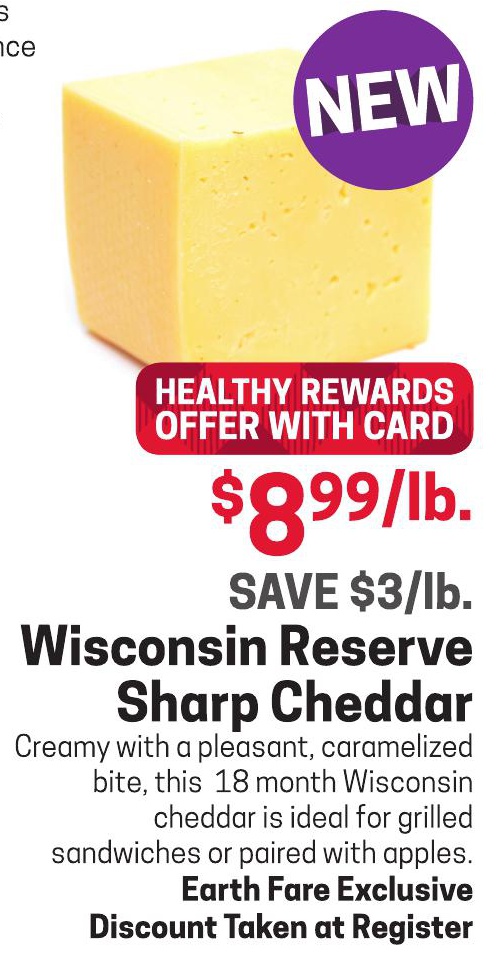 s
nce
NEW
HEALTHY REWARDS
OFFER WITH CARD
$8 99/lb.
SAVE $3/lb.
Wisconsin Reserve
Sharp Cheddar
Creamy with a pleasant, caramelized
bite, this 18 month Wisconsin
cheddar is ideal for grilled
sandwiches or paired with apples.
Earth Fare Exclusive
Discount Taken at Register